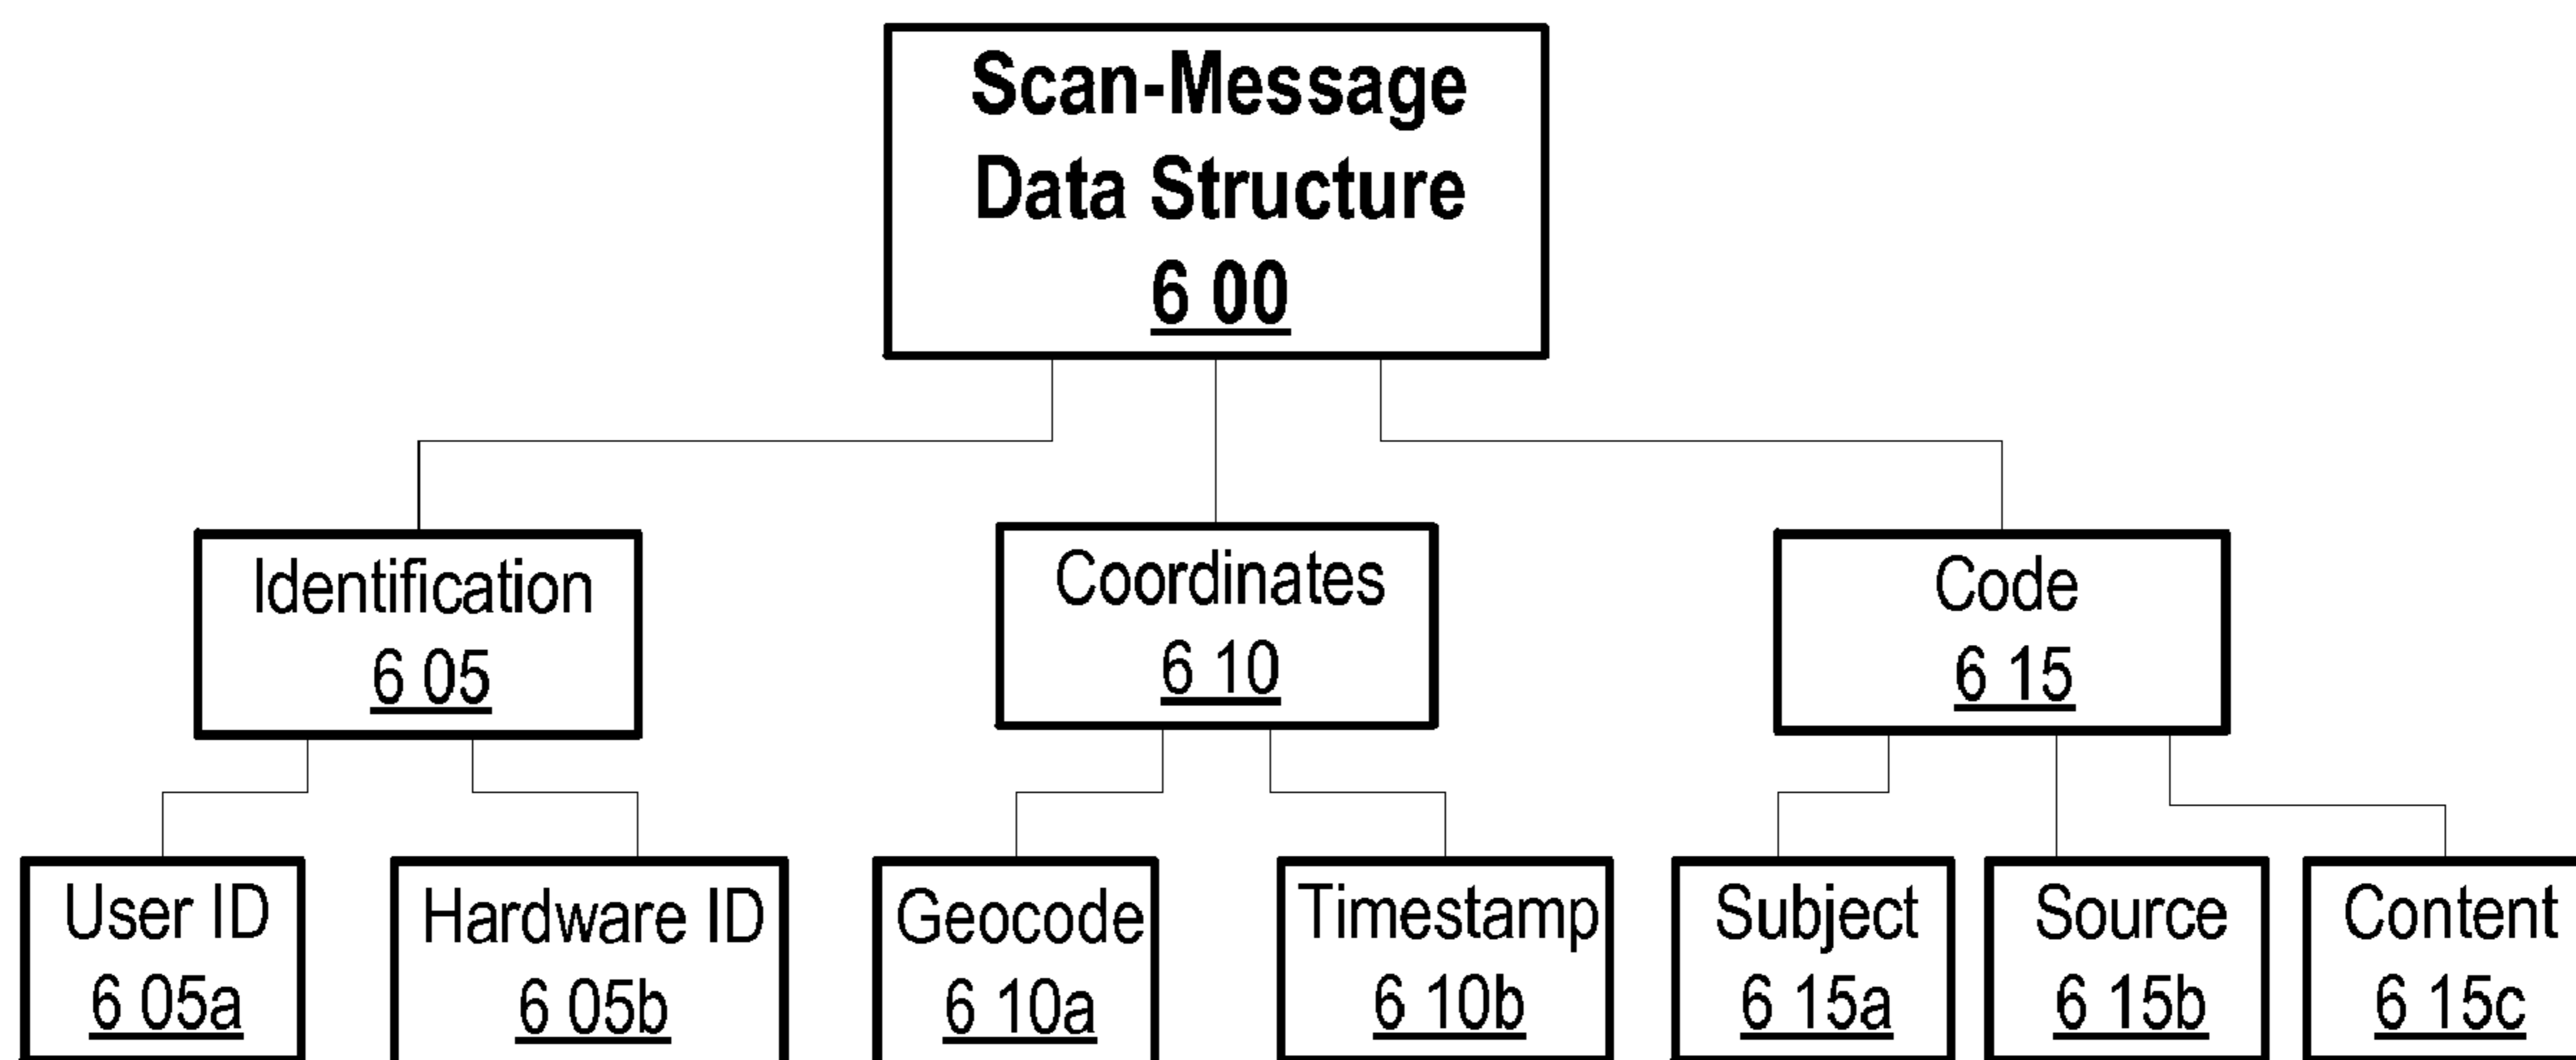 Scan-Message
Data Structure
6 00
Identification
6 05
Coordinates
6 10
Code
6 15
User ID
6 05a
Hardware ID
6 05b
Geocode
6 10a
Timestamp
6 10b
Subject
6 15a
Source
6 15b
Content
6 15c